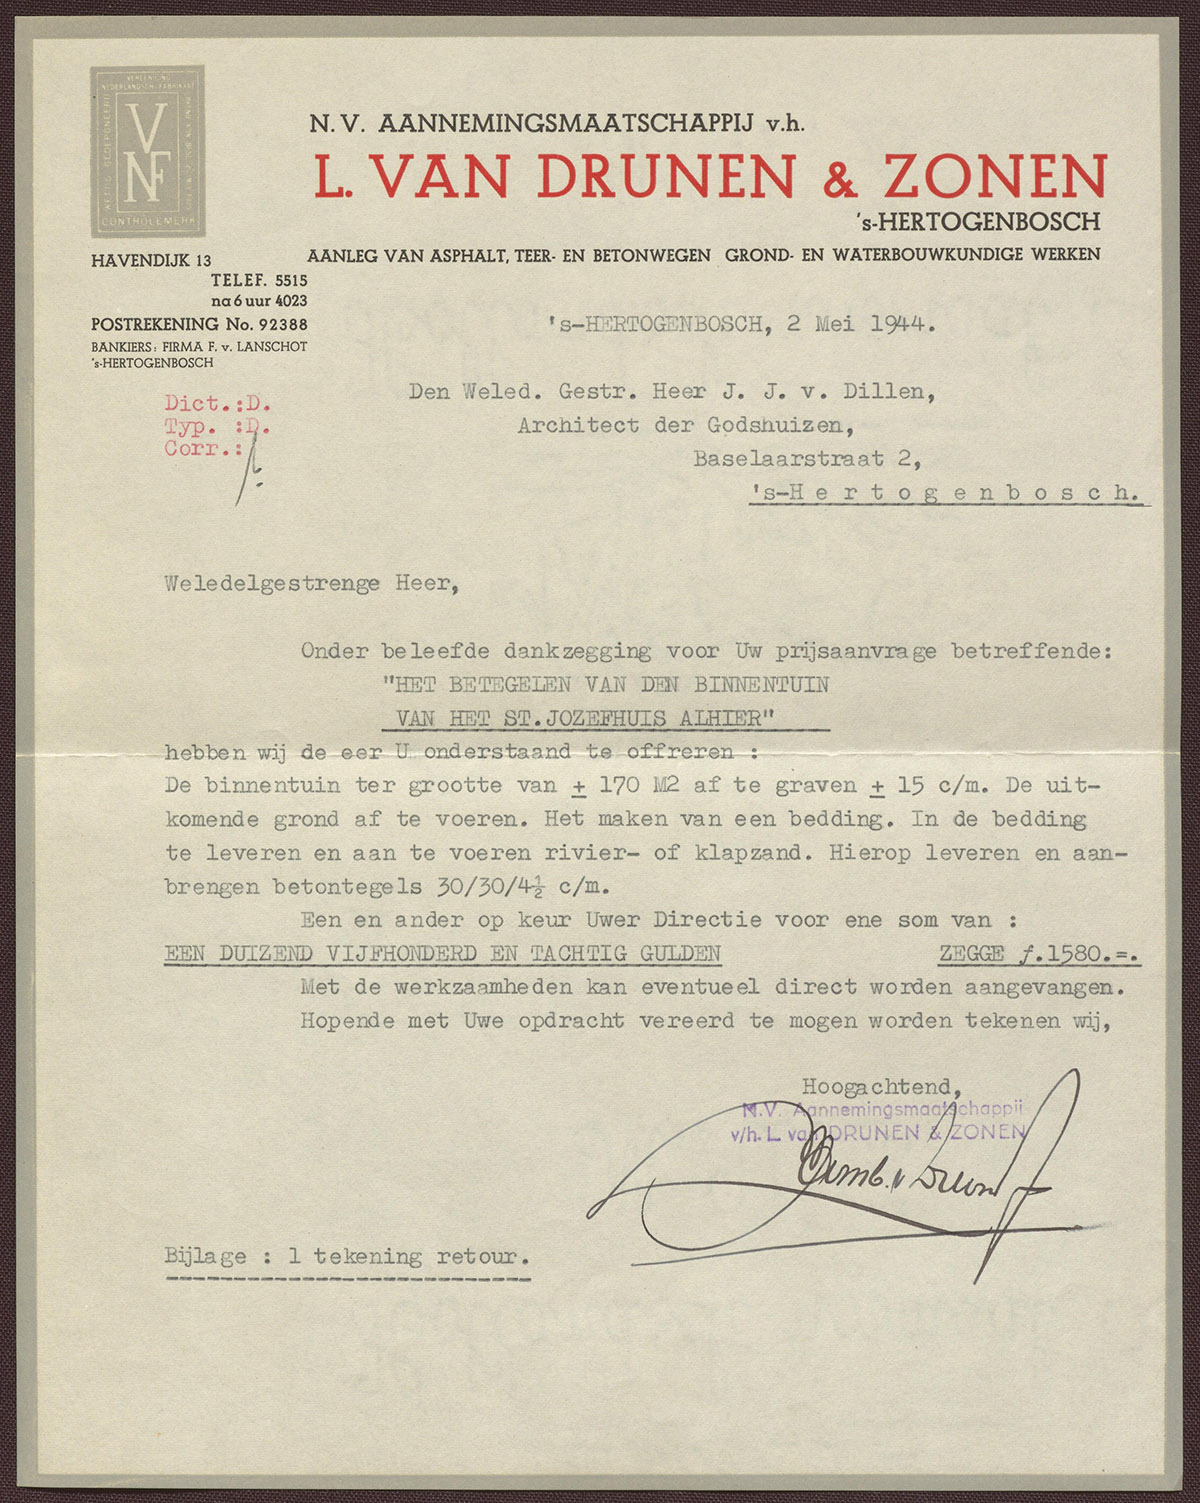 VEREENIGING
NEDERLANDSCH FABRIKAAT
WETTIG GEDEPONEERD
VNF
CONTROLEMERK
N.V. AANNEMINGSMAATSCHAPPIJ v.h.
L. VAN DRUNEN & ZONEN
's-HERTOGENBOSCH
AANLEG VAN ASPHALT, TEER- EN BETONWEGEN GROND- EN WATERBOUWKUNDIGE WERKEN
HAVENDIJK 13
TELEF. 5515
na 6 uur 4023
POSTREKENING No. 92388
BANKIERS: FIRMA F. v. LANSCHOT
's-HERTOGENBOSCH
's-HERTOGENBOSCH, 2 Mei 1944.
Dict.:D.
Typ. :D.
Corr.:
Den Weled. Gestr. Heer J. J. v. Dillen,
Architect der Godshuizen,
Baselaarstraat 2,
's-Hertogenbosch.
Weledelgestrenge Heer,
Onder beleefde dankzegging voor Uw prijsaanvrage betreffende:
"HET BETEGELEN VAN DEN BINNENTUIN
VAN HET ST.JOZEFHUIS ALHIER"
hebben wij de eer U onderstaand te offreren :
De binnentuin ter grootte van ± 170 M2 af te graven ± 15 c/m. De uit-
komende grond af te voeren. Het maken van een bedding. In de bedding
te leveren en aan te voeren rivier- of klapzand. Hierop leveren en aan-
brengen betontegels 30/30/4½ c/m.
Een en ander op keur Uwer Directie voor ene som van :
EEN DUIZEND VIJFHONDERD EN TACHTIG GULDEN ZEGGE ƒ.1580.=.
Met de werkzaamheden kan eventueel direct worden aangevangen.
Hopende met Uwe opdracht vereerd te mogen worden tekenen wij,
Hoogachtend,
N.V. Aannemingsmaatschappij
v/h. L. van DRUNEN & ZONEN
Bijlage : 1 tekening retour.